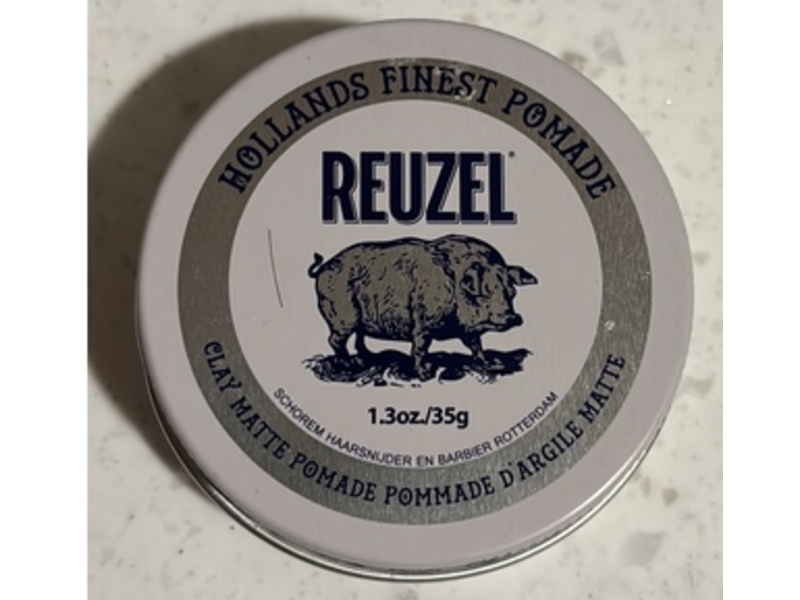 HOLLANDS FINEST POMADE
REUZEL®
1.3oz./35g
SCHOREM HAARSNIJDER EN BARBIER ROTTERDAM
CLAY MATTE POMADE POMMADE D'ARGILE MATTE